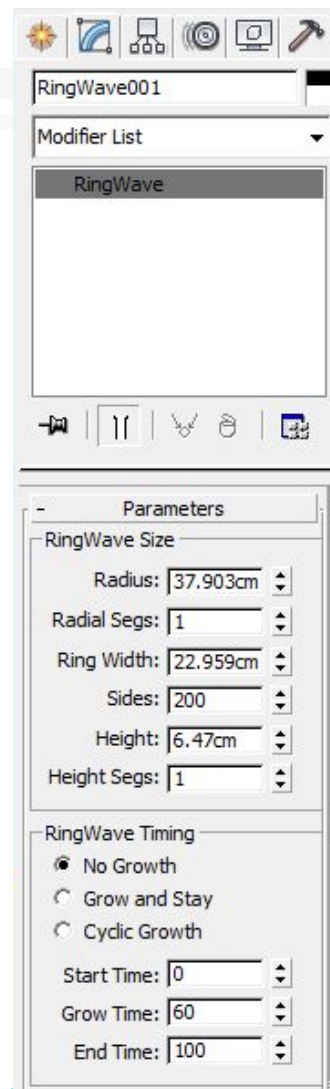 RingWave001
Modifier List
RingWave
- Parameters
RingWave Size
Radius: 37.903cm
Radial Segs: 1
Ring Width: 22.959cm
Sides: 200
Height: 6.47cm
Height Segs: 1
RingWave Timing
No Growth
Grow and Stay
Cyclic Growth
Start Time: 0
Grow Time: 60
End Time: 100